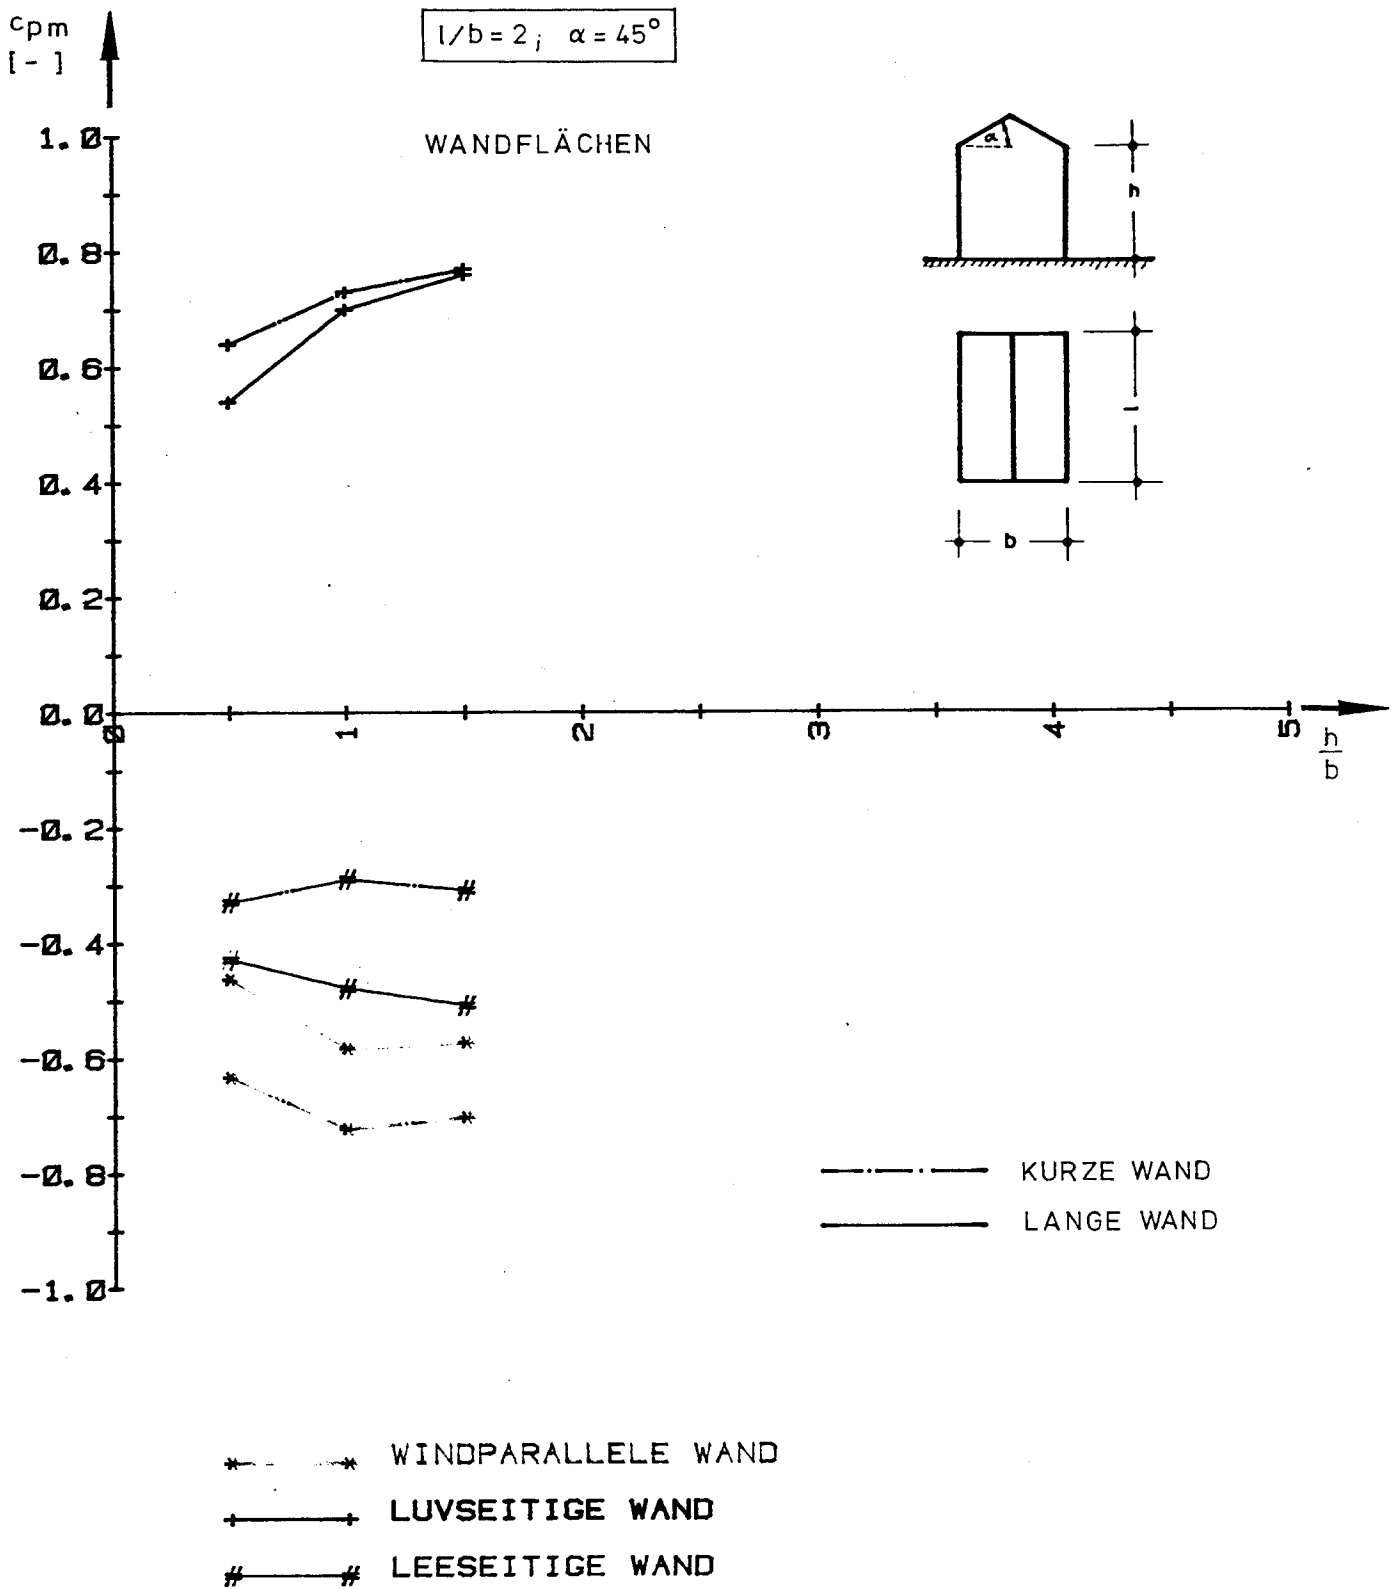 cpm
[-]
l/b = 2 ; α = 45°
WANDFLÄCHEN
1.0
0.8
0.6
0.4
0.2
0.0
-0.2
-0.4
-0.6
-0.8
-1.0
0 1 2 3 4 5
h
b
α
h
l
b
KURZE WAND
LANGE WAND
WINDPARALLELE WAND
LUVSEITIGE WAND
LEESEITIGE WAND